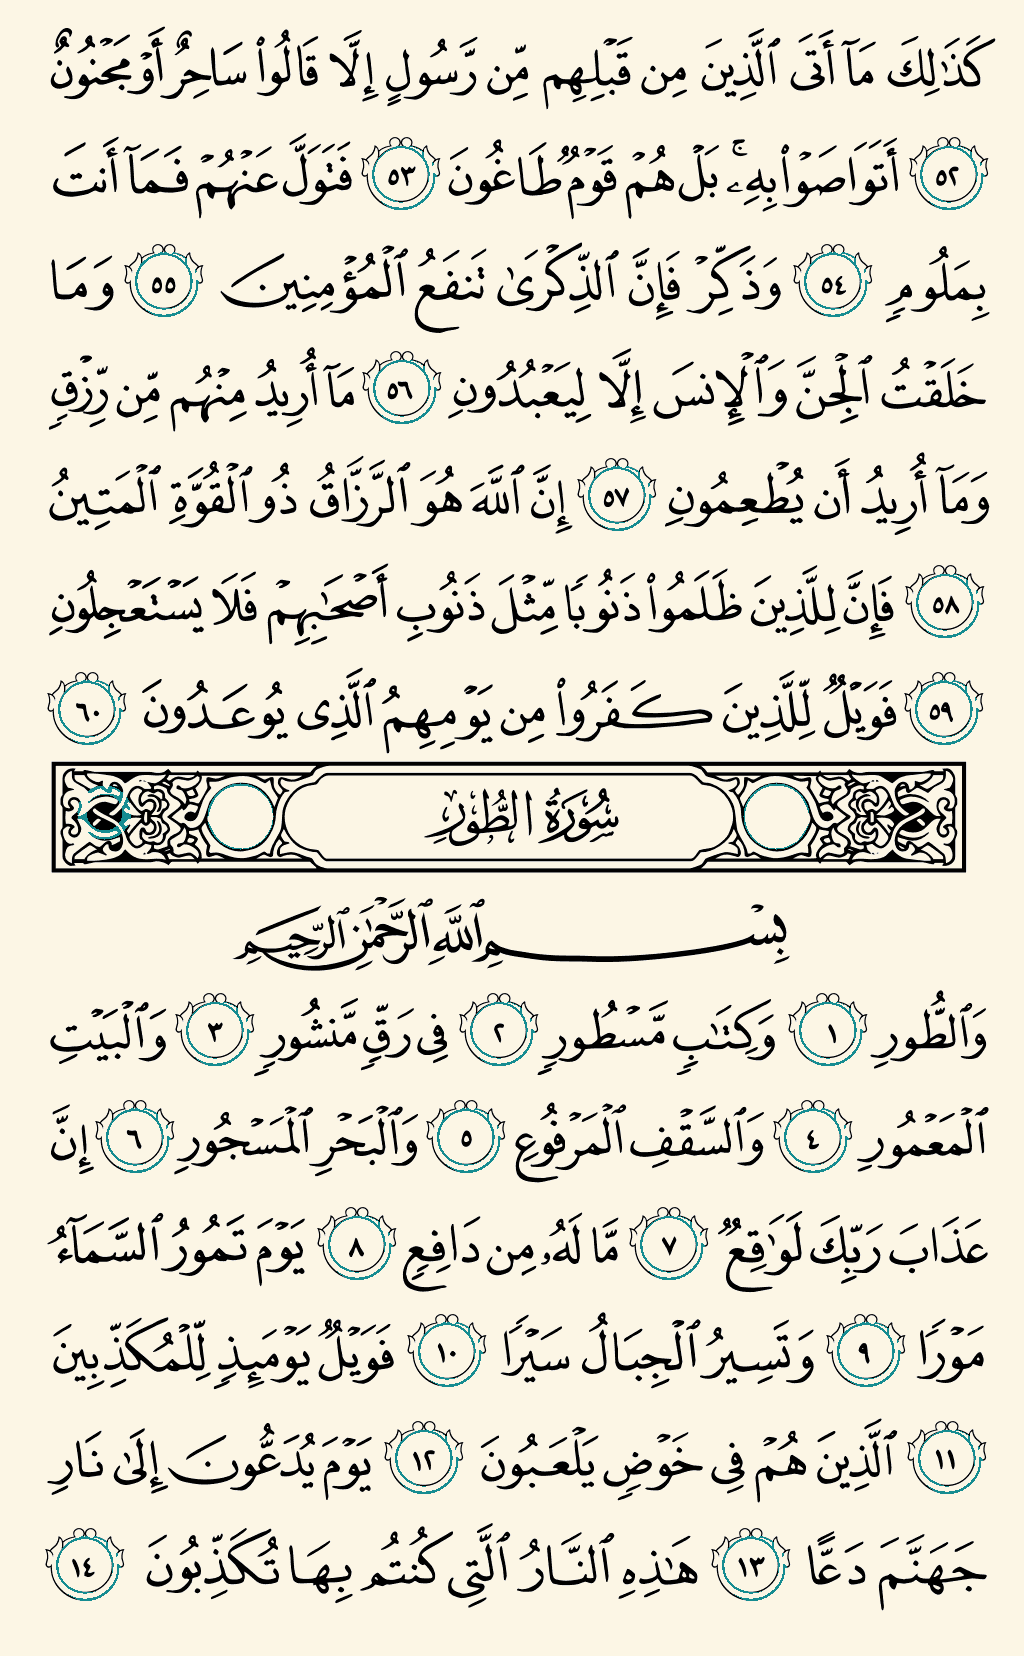 كَذَٰلِكَ مَآ أَتَى ٱلَّذِينَ مِن قَبۡلِهِم مِّن رَّسُولٍ إِلَّا قَالُواْ سَاحِرٌ أَوۡ مَجۡنُونٌ
٥٢ أَتَوَاصَوۡاْ بِهِۦۚ بَلۡ هُمۡ قَوۡمٌ طَاغُونَ ٥٣ فَتَوَلَّ عَنۡهُمۡ فَمَآ أَنتَ
بِمَلُومٍ ٥٤ وَذَكِّرۡ فَإِنَّ ٱلذِّكۡرَىٰ تَنفَعُ ٱلۡمُؤۡمِنِينَ ٥٥ وَمَا
خَلَقۡتُ ٱلۡجِنَّ وَٱلۡإِنسَ إِلَّا لِيَعۡبُدُونِ ٥٦ مَآ أُرِيدُ مِنۡهُم مِّن رِّزۡقٍ
وَمَآ أُرِيدُ أَن يُطۡعِمُونِ ٥٧ إِنَّ ٱللَّهَ هُوَ ٱلرَّزَّاقُ ذُو ٱلۡقُوَّةِ ٱلۡمَتِينُ
٥٨ فَإِنَّ لِلَّذِينَ ظَلَمُواْ ذَنُوبًا مِّثۡلَ ذَنُوبِ أَصۡحَٰبِهِمۡ فَلَا يَسۡتَعۡجِلُونِ
٥٩ فَوَيۡلٌ لِّلَّذِينَ كَفَرُواْ مِن يَوۡمِهِمُ ٱلَّذِي يُوعَدُونَ ٦٠
سُورَةُ الطُّورِ
بِسۡمِ ٱللَّهِ ٱلرَّحۡمَٰنِ ٱلرَّحِيمِ
وَٱلطُّورِ ١ وَكِتَٰبٍ مَّسۡطُورٍ ٢ فِي رَقٍّ مَّنشُورٍ ٣ وَٱلۡبَيۡتِ
ٱلۡمَعۡمُورِ ٤ وَٱلسَّقۡفِ ٱلۡمَرۡفُوعِ ٥ وَٱلۡبَحۡرِ ٱلۡمَسۡجُورِ ٦ إِنَّ
عَذَابَ رَبِّكَ لَوَٰقِعٌ ٧ مَّا لَهُۥ مِن دَافِعٍ ٨ يَوۡمَ تَمُورُ ٱلسَّمَآءُ
مَوۡرًا ٩ وَتَسِيرُ ٱلۡجِبَالُ سَيۡرًا ١٠ فَوَيۡلٌ يَوۡمَئِذٍ لِّلۡمُكَذِّبِينَ
١١ ٱلَّذِينَ هُمۡ فِي خَوۡضٍ يَلۡعَبُونَ ١٢ يَوۡمَ يُدَعُّونَ إِلَىٰ نَارِ
جَهَنَّمَ دَعًّا ١٣ هَٰذِهِ ٱلنَّارُ ٱلَّتِي كُنتُم بِهَا تُكَذِّبُونَ ١٤